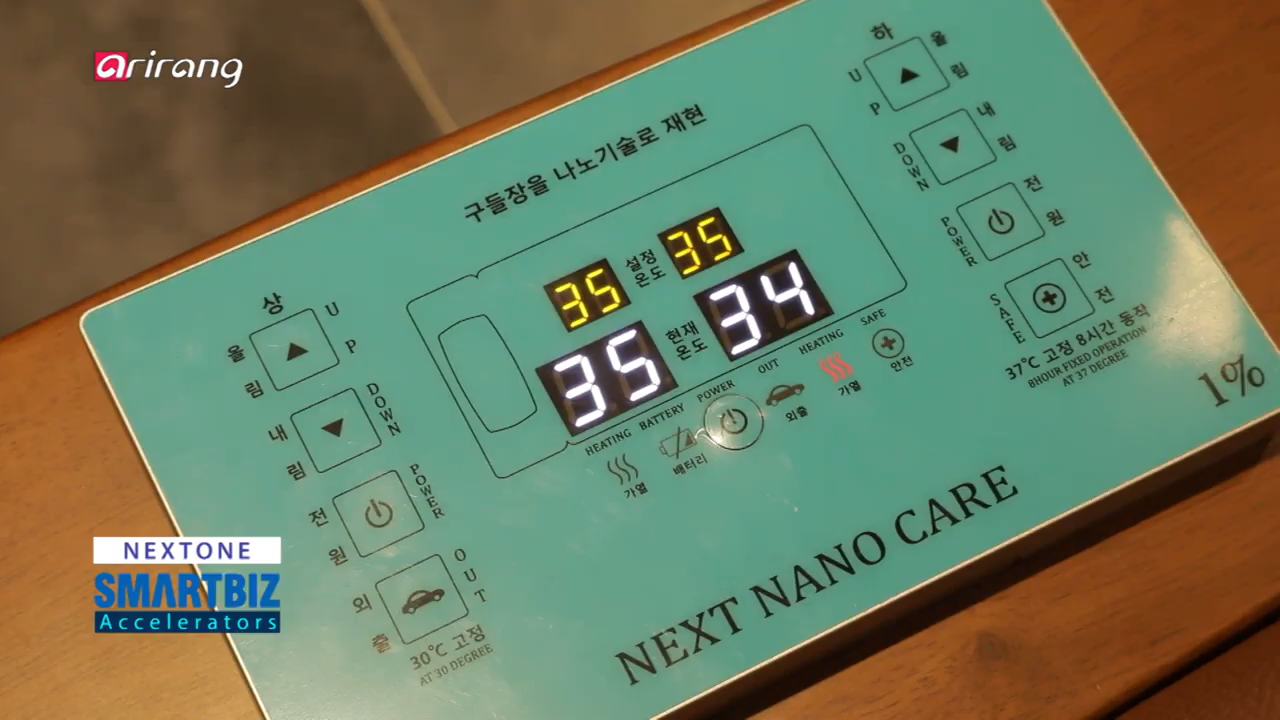 arirang
구들장을 나노기술로 재현
35 설정온도 35
35 현재온도 34
HEATING BATTERY POWER OUT HEATING SAFE
가열 배터리 외출 가열 안전
상
올림 UP
내림 DOWN
전원 POWER
외출 OUT
30℃ 고정
AT 30 DEGREE
하
UP 올림
DOWN 내림
POWER 전원
SAFE 안전
37℃ 고정 8시간 동작
8HOUR FIXED OPERATION
AT 37 DEGREE
1%
NEXT NANO CARE
NEXTONE
SMARTBIZ
Accelerators